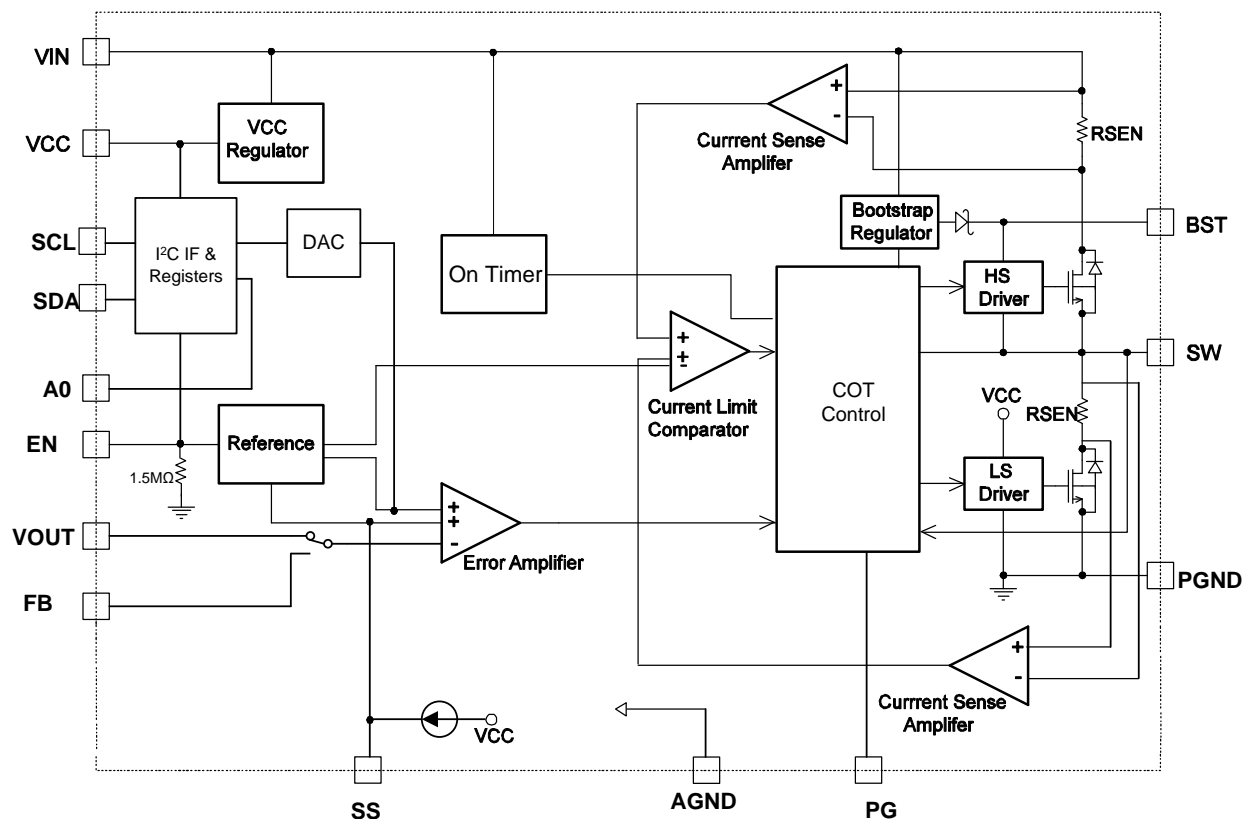 VIN
VCC
SCL
SDA
A0
EN
VOUT
FB
VCC
Regulator
I²C IF &
Registers
DAC
On Timer
Reference
1.5MΩ
+
+
-
Error Amplifier
+
-
Currrent Sense
Amplifer
RSEN
Bootstrap
Regulator
BST
HS
Driver
+
+
-
Current Limit
Comparator
COT
Control
SW
VCC
RSEN
LS
Driver
PGND
+
-
Currrent Sense
Amplifer
VCC
SS
AGND
PG